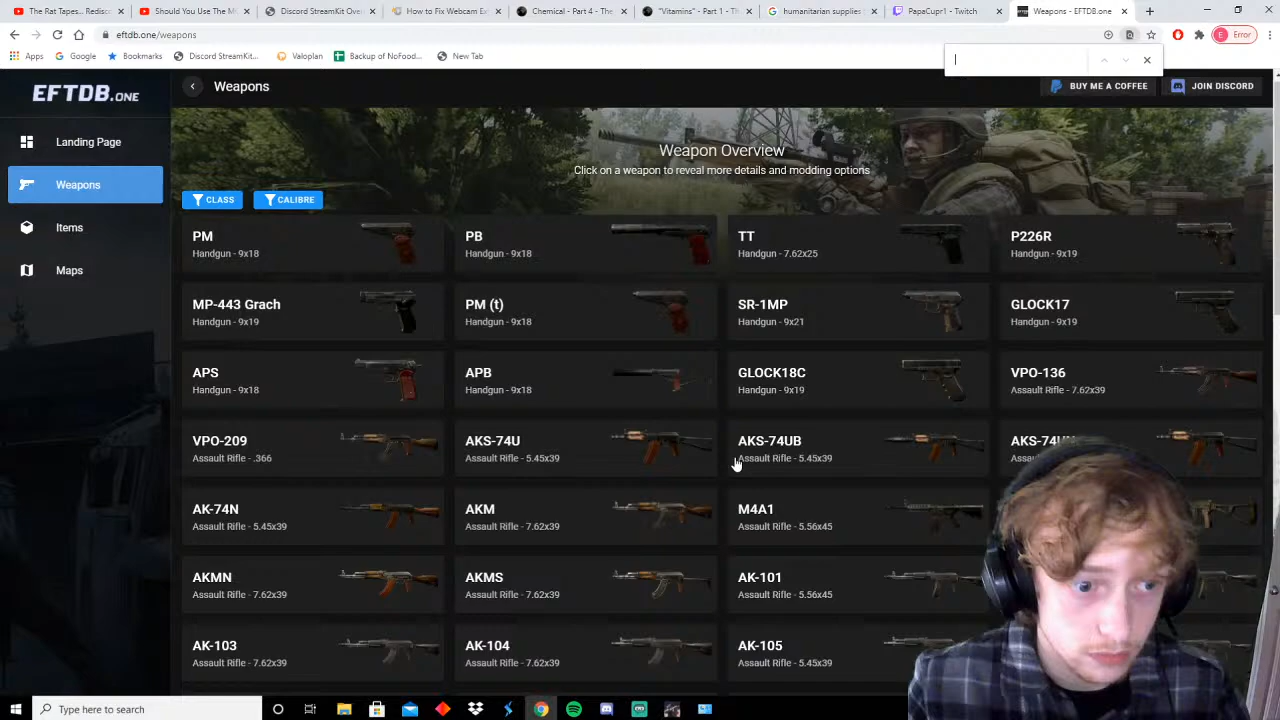 The Rat Tapes | Escap
Should You Use The M
Discord StreamKit Over
How to Fix Webcam Ex
Chemical - Part 4 - The
"Vitamins" - Part 1 - Th
humanitarian supplies
PapaCup1 - Twitch
Weapons - EFTDB.one
eftdb.one/weapons
Error
Apps
Google
Bookmarks
Discord StreamKit...
Valoplan
Backup of NoFood...
New Tab
EFTDB.ONE
Weapons
BUY ME A COFFEE
JOIN DISCORD
Landing Page
Weapons
Items
Maps
Weapon Overview
Click on a weapon to reveal more details and modding options
CLASS
CALIBRE
PM
Handgun - 9x18
PB
Handgun - 9x18
TT
Handgun - 7.62x25
P226R
Handgun - 9x19
MP-443 Grach
Handgun - 9x19
PM (t)
Handgun - 9x18
SR-1MP
Handgun - 9x21
GLOCK17
Handgun - 9x19
APS
Handgun - 9x18
APB
Handgun - 9x18
GLOCK18C
Handgun - 9x19
VPO-136
Assault Rifle - 7.62x39
VPO-209
Assault Rifle - .366
AKS-74U
Assault Rifle - 5.45x39
AKS-74UB
Assault Rifle - 5.45x39
AK-74N
Assault Rifle - 5.45x39
AKM
Assault Rifle - 7.62x39
M4A1
Assault Rifle - 5.56x45
AKMN
Assault Rifle - 7.62x39
AKMS
Assault Rifle - 7.62x39
AK-101
Assault Rifle - 5.56x45
AK-103
Assault Rifle - 7.62x39
AK-104
Assault Rifle - 7.62x39
AK-105
Assault Rifle - 5.45x39
Type here to search